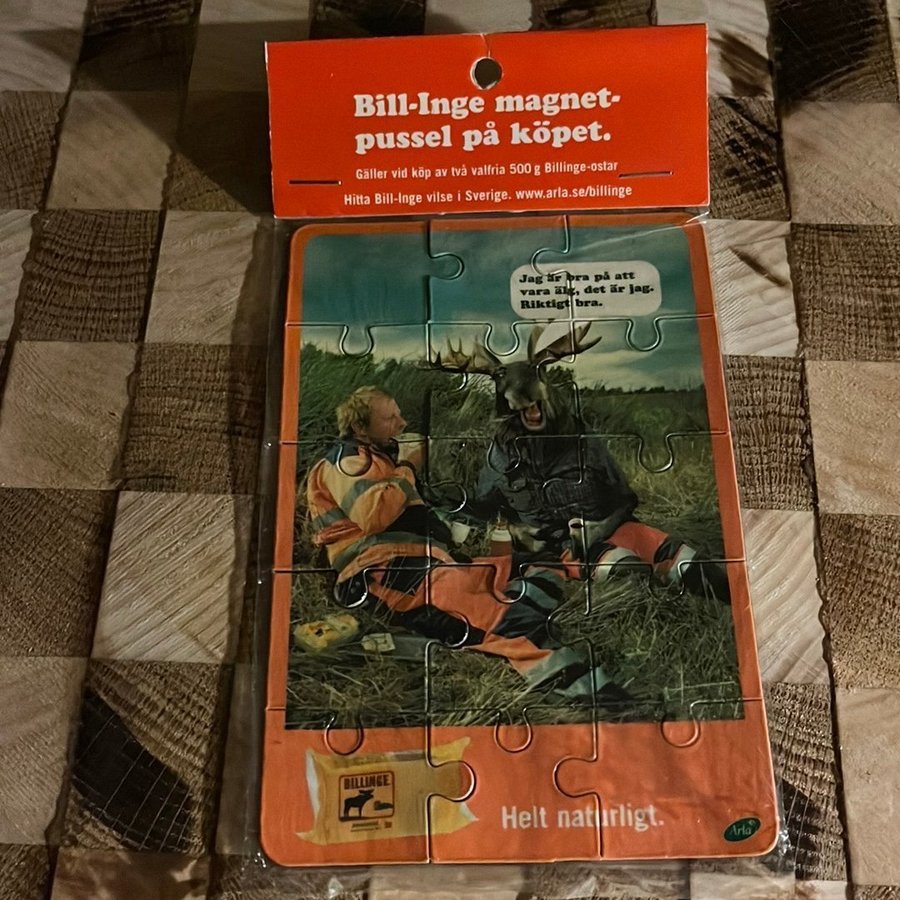 Bill-Inge magnet-
pussel på köpet.
Gäller vid köp av två valfria 500 g Billinge-ostar
Hitta Bill-Inge vilse i Sverige. www.arla.se/billinge
Jag är bra på att
vara älg, det är jag.
Riktigt bra.
BILLINGE
Helt naturligt.
Arla